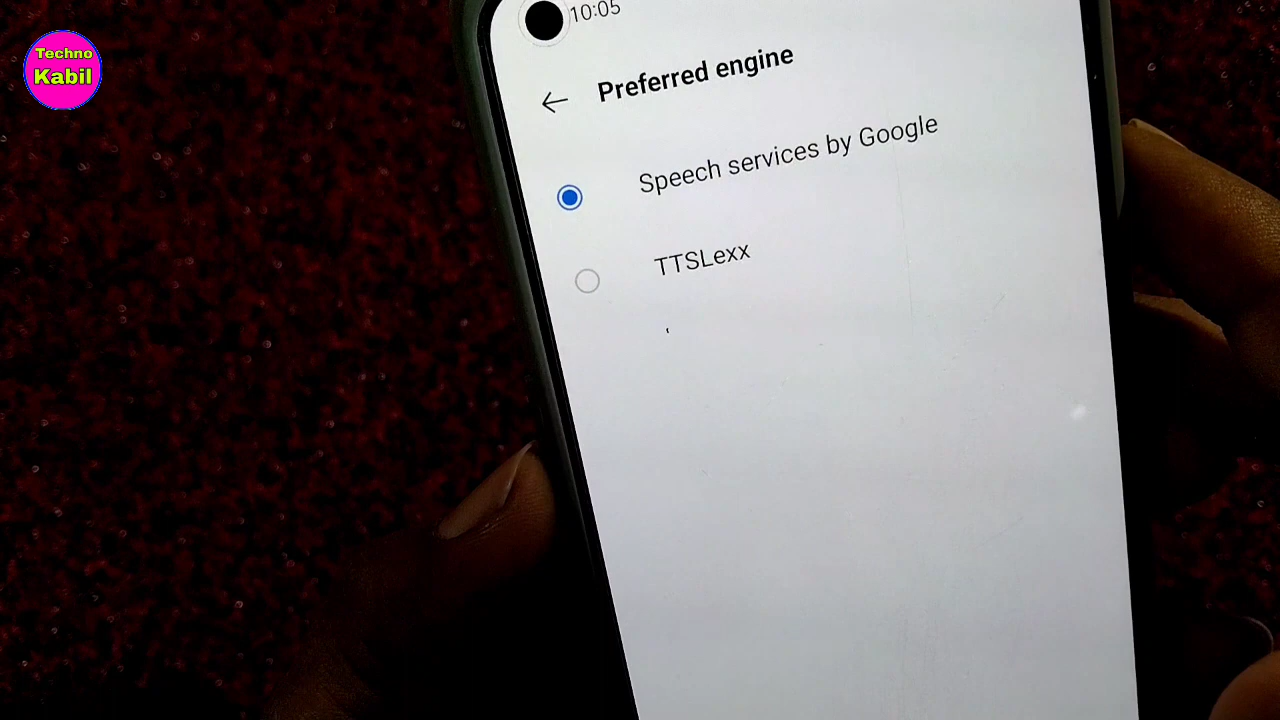 Techno
Kabil
10:05
Preferred engine
Speech services by Google
TTSLexx